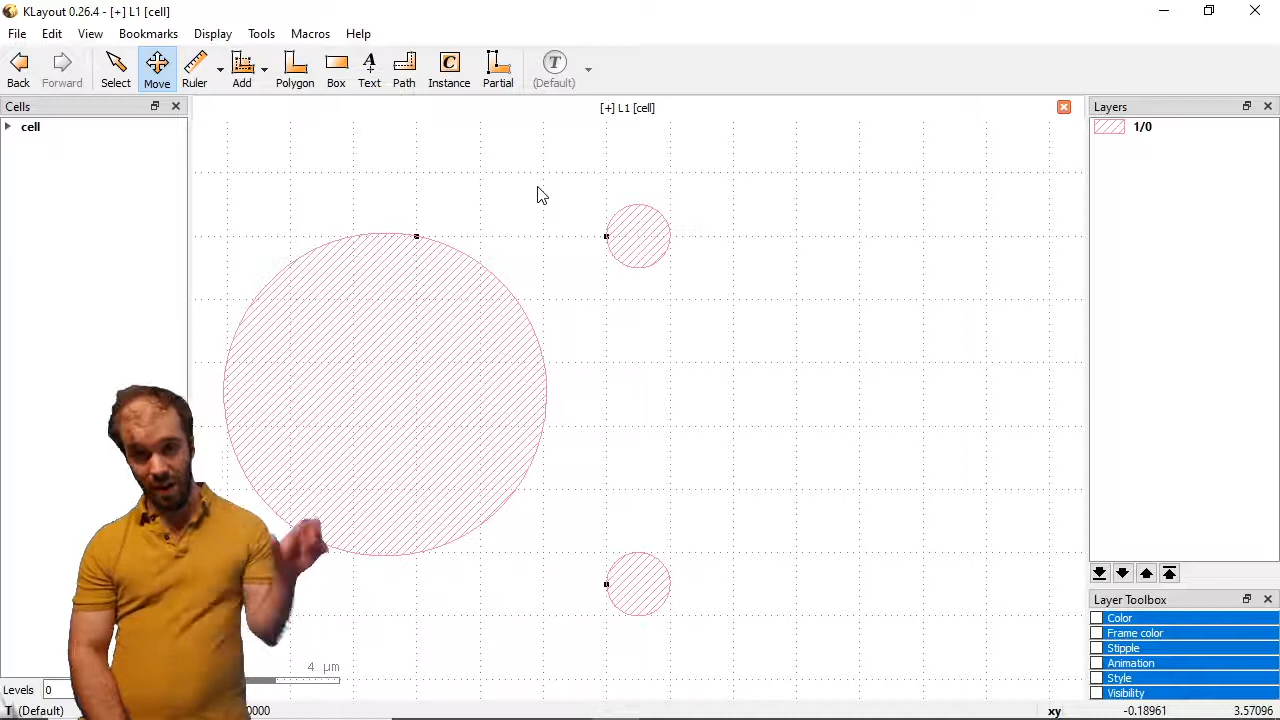 KLayout 0.26.4 - [+] L1 [cell]
File Edit View Bookmarks Display Tools Macros Help
Back Forward Select Move Ruler Add Polygon Box Text Path Instance Partial (Default)
Cells
[+] L1 [cell]
Layers
cell
1/0
Layer Toolbox
Color
Frame color
Stipple
Animation
Style
Visibility
4 µm
Levels 0
T (Default)
0000
xy -0.18961 3.57096